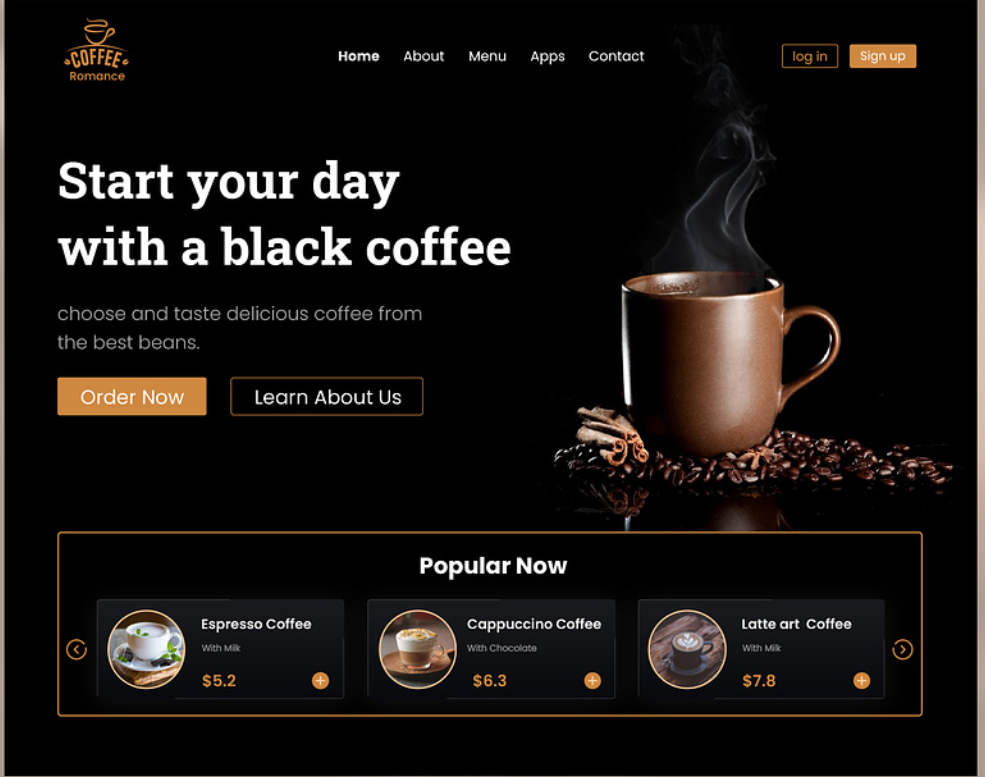 COFFEE
Romance
Home About Menu Apps Contact
log in Sign up
Start your day
with a black coffee
choose and taste delicious coffee from
the best beans.
Order Now Learn About Us
Popular Now
Espresso Coffee
With Milk
$5.2
Cappuccino Coffee
With Chocolate
$6.3
Latte art Coffee
With Milk
$7.8